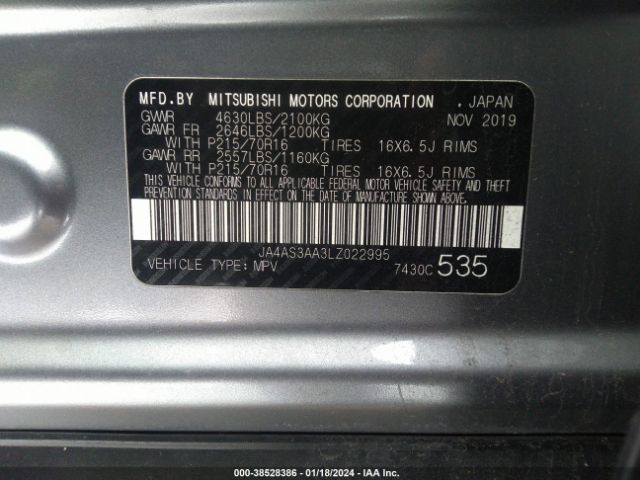 MFD.BY MITSUBISHI MOTORS CORPORATION . JAPAN
GVWR 4630LBS/2100KG NOV 2019
GAWR FR 2646LBS/1200KG
WITH P215/70R16 TIRES 16X6.5J RIMS
GAWR RR 2557LBS/1160KG
WITH P215/70R16 TIRES 16X6.5J RIMS
THIS VEHICLE CONFORMS TO ALL APPLICABLE FEDERAL MOTOR VEHICLE SAFETY AND THEFT
PREVENTION STANDARDS IN EFFECT ON THE DATE OF MANUFACTURE SHOWN ABOVE.
JA4AS3AA3LZ022995
VEHICLE TYPE:MPV 7430C 535
000-38528386 - 01/18/2024 - IAA Inc.